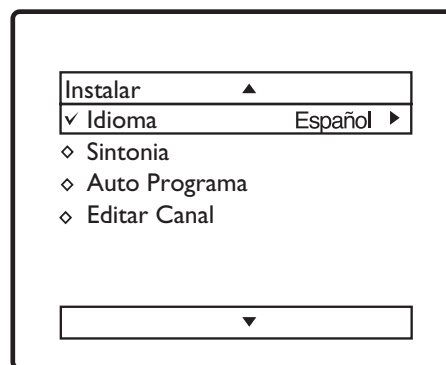 Instalar
Idioma Español
Sintonia
Auto Programa
Editar Canal